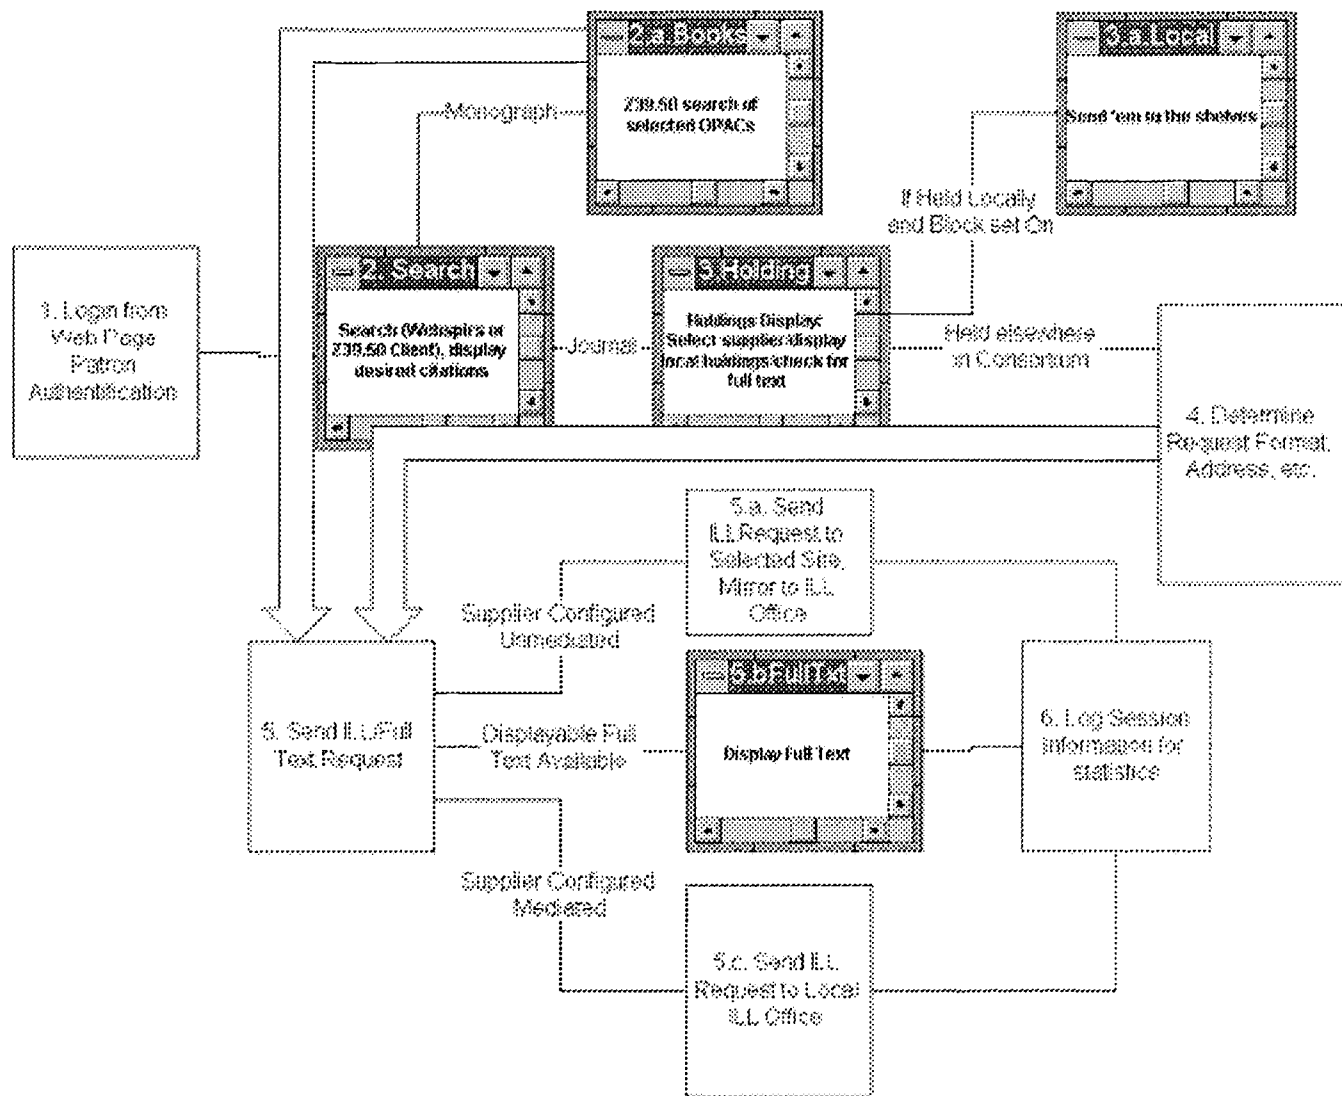 2.a Books
Z39.50 search of
selected OPACs
3.a Local
Send 'em to the shelves
Monograph
If Held Locally
and Block set On
1. Login from
Web Page
Patron
Authentification
2. Search
Search (Webspirs or
Z39.50 Client), display
desired citations
Journal
3 Holding
Holdings Display:
Select supplier/display
local holdings/check for
full text
Held elsewhere
in Consortum
4. Determine
Request Format,
Address, etc.
5.a. Send
ILL Request to
Selected Site,
Mirror to ILL
Office
Supplier Configured
Unmediated
5. Send ILL/Full
Text Request
Displayable Full
Text Available
5.b FullTxt
Display Full Text
6. Log Session
Information for
statistics
Supplier Configured
Mediated
5.c. Send ILL
Request to Local
ILL Office